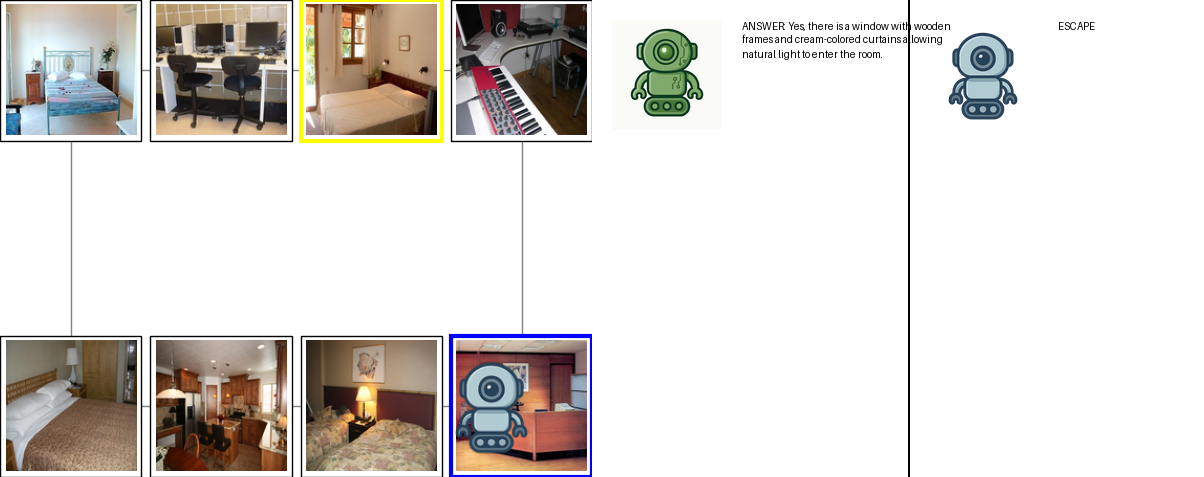 ANSWER: Yes, there is a window with wooden
frames and cream-colored curtains allowing
natural light to enter the room.
ESCAPE